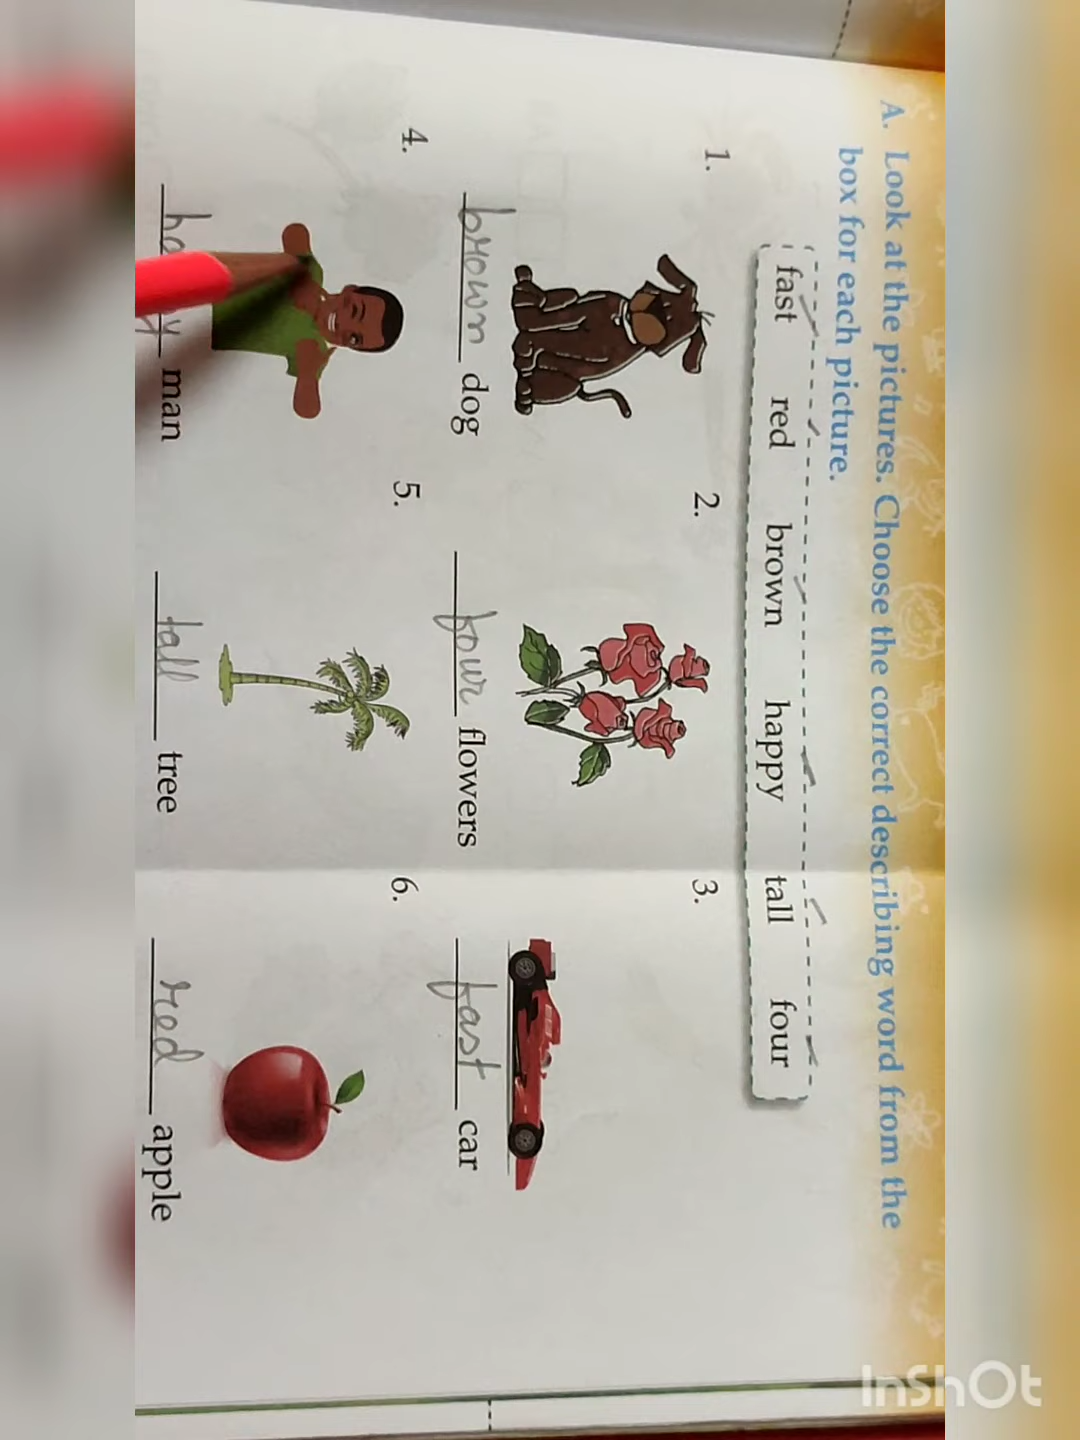 A. Look at the pictures. Choose the correct describing word from the
box for each picture.
fast red brown happy tall four
1. 2. 3.
brown dog four flowers fast car
4. 5. 6.
man tall tree red apple
InShOt